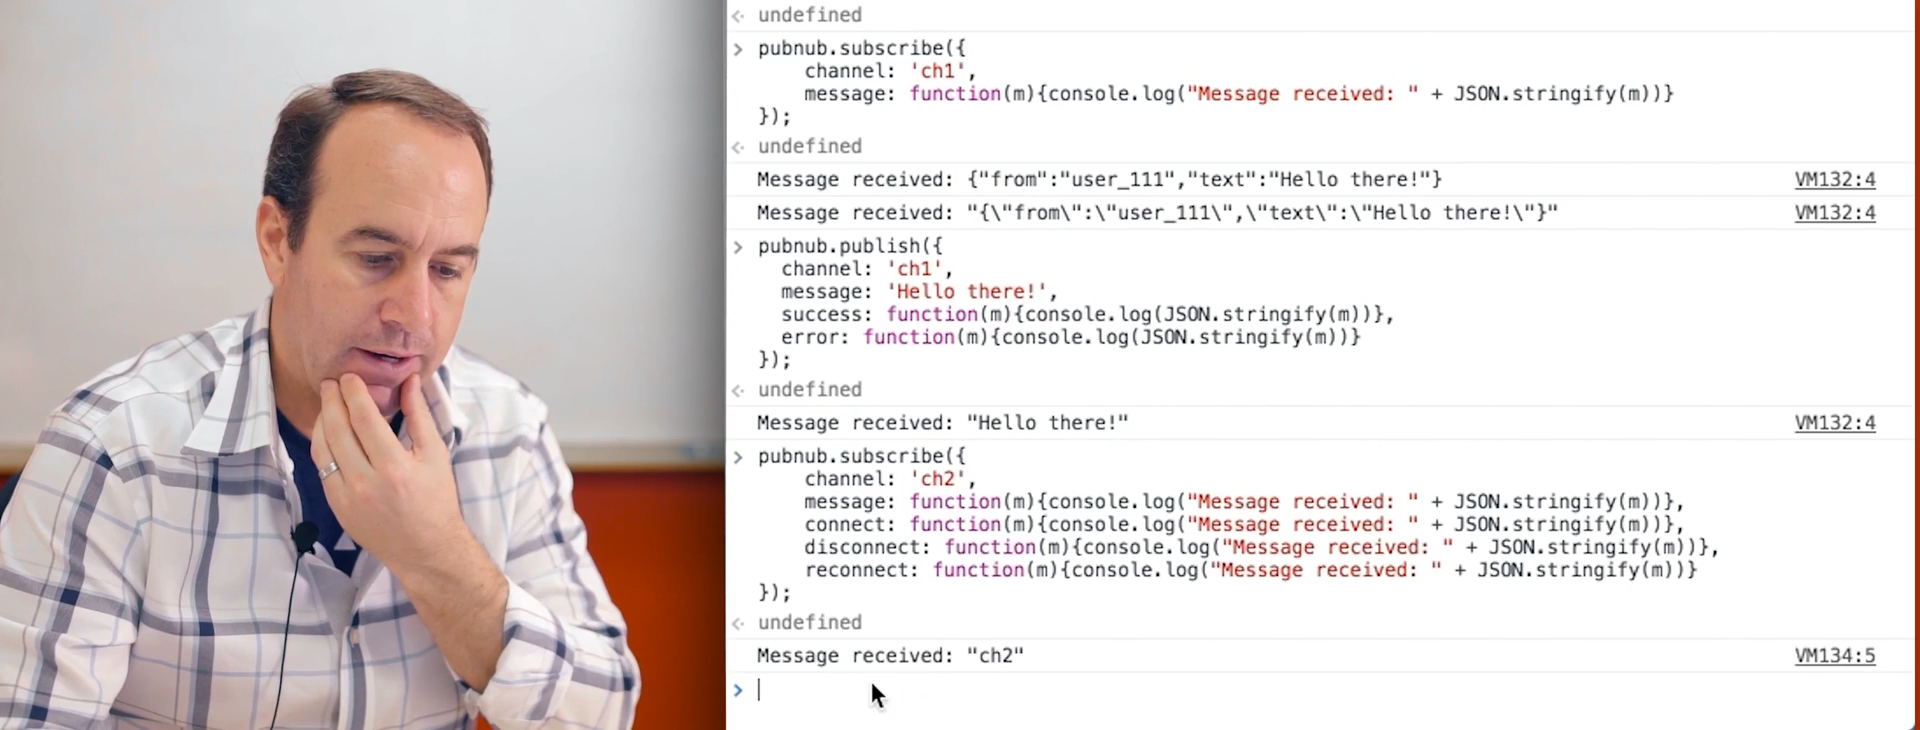 undefined
pubnub.subscribe({
channel: 'ch1',
message: function(m){console.log("Message received: " + JSON.stringify(m))}
});
undefined
Message received: {"from":"user_111","text":"Hello there!"} VM132:4
Message received: "{\"from\":\"user_111\",\"text\":\"Hello there!\"}" VM132:4
pubnub.publish({
channel: 'ch1',
message: 'Hello there!',
success: function(m){console.log(JSON.stringify(m))},
error: function(m){console.log(JSON.stringify(m))}
});
undefined
Message received: "Hello there!" VM132:4
pubnub.subscribe({
channel: 'ch2',
message: function(m){console.log("Message received: " + JSON.stringify(m))},
connect: function(m){console.log("Message received: " + JSON.stringify(m))},
disconnect: function(m){console.log("Message received: " + JSON.stringify(m))},
reconnect: function(m){console.log("Message received: " + JSON.stringify(m))}
});
undefined
Message received: "ch2" VM134:5